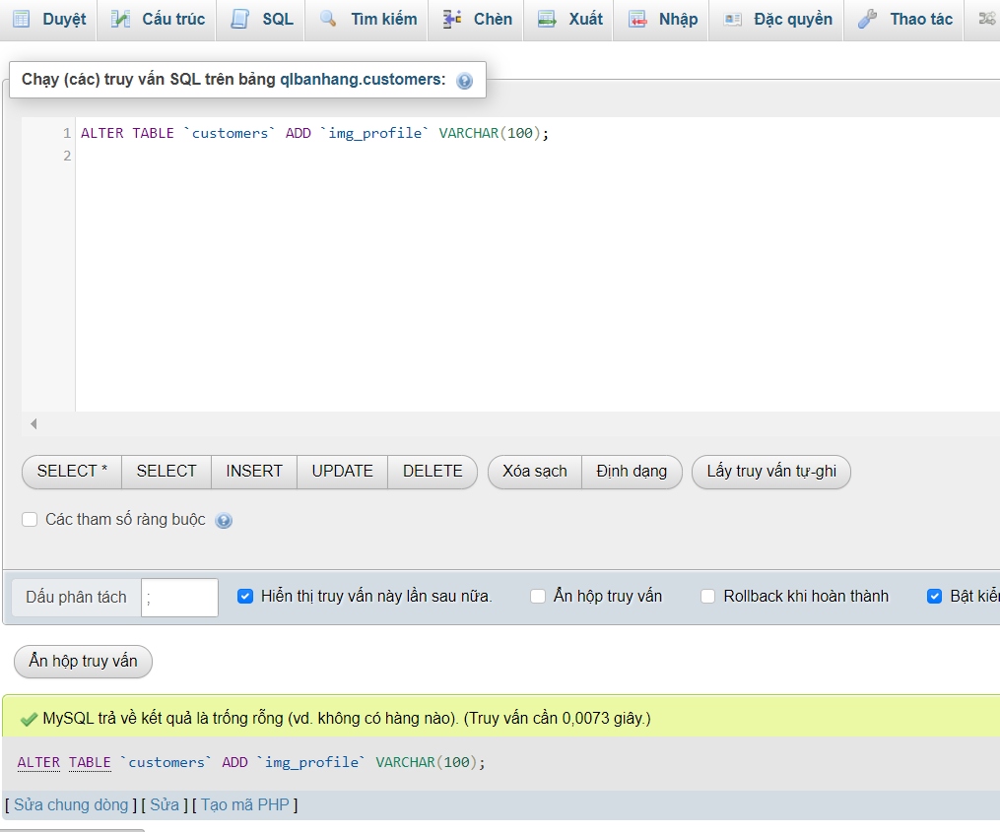 Duyệt Cấu trúc SQL Tìm kiếm Chèn Xuất Nhập Đặc quyền Thao tác
Chạy (các) truy vấn SQL trên bảng qlbanhang.customers:
1 ALTER TABLE `customers` ADD `img_profile` VARCHAR(100);
2
SELECT * SELECT INSERT UPDATE DELETE Xóa sạch Định dạng Lấy truy vấn tự-ghi
Các tham số ràng buộc
Dấu phân tách ; Hiển thị truy vấn này lần sau nữa. Ẩn hộp truy vấn Rollback khi hoàn thành Bật kiể
Ẩn hộp truy vấn
MySQL trả về kết quả là trống rỗng (vd. không có hàng nào). (Truy vấn cần 0,0073 giây.)
ALTER TABLE `customers` ADD `img_profile` VARCHAR(100);
[ Sửa chung dòng ] [ Sửa ] [ Tạo mã PHP ]